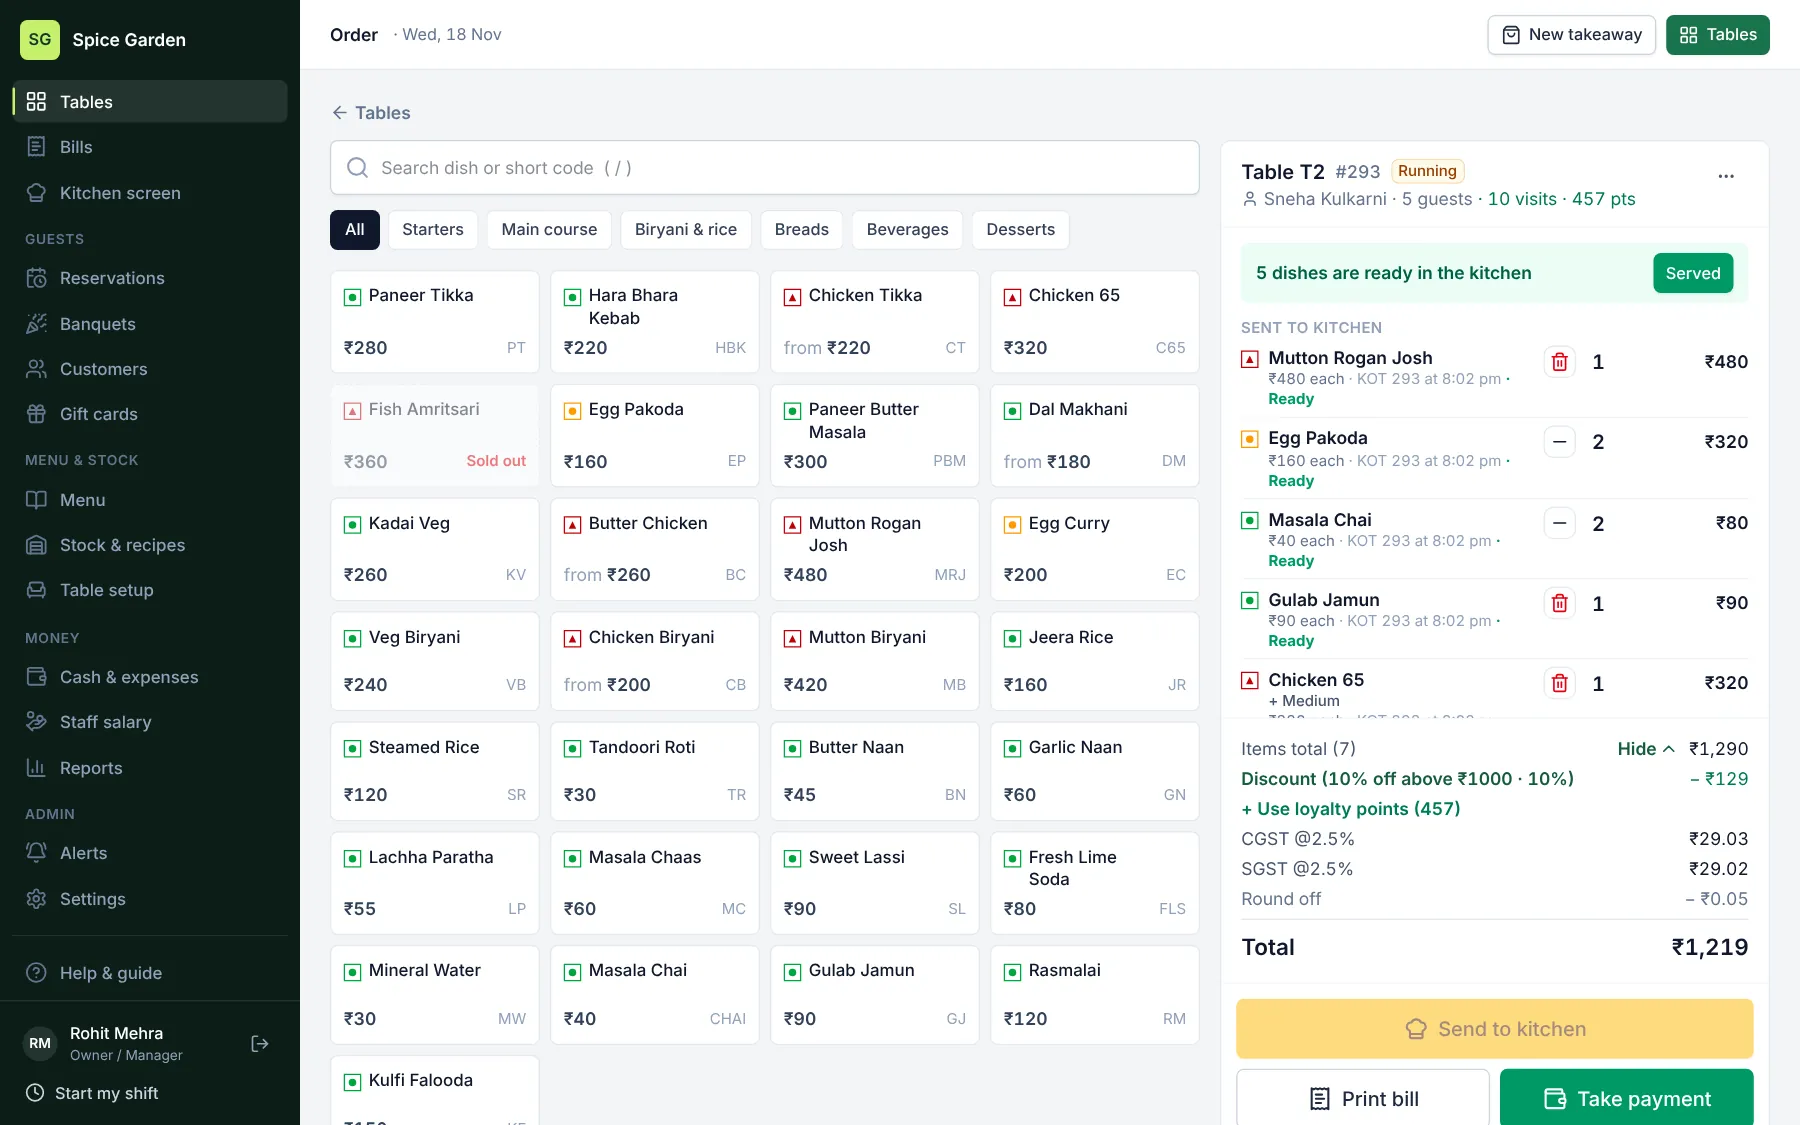 SG Spice Garden
Tables
Bills
Kitchen screen
GUESTS
Reservations
Banquets
Customers
Gift cards
MENU & STOCK
Menu
Stock & recipes
Table setup
MONEY
Cash & expenses
Staff salary
Reports
ADMIN
Alerts
Settings
Help & guide
RM Rohit Mehra
Owner / Manager
Start my shift
Order · Wed, 18 Nov
New takeaway
Tables
Tables
Search dish or short code ( / )
All Starters Main course Biryani & rice Breads Beverages Desserts
Paneer Tikka
₹280 PT
Hara Bhara
Kebab
₹220 HBK
Chicken Tikka
from ₹220 CT
Chicken 65
₹320 C65
Fish Amritsari
₹360 Sold out
Egg Pakoda
₹160 EP
Paneer Butter
Masala
₹300 PBM
Dal Makhani
from ₹180 DM
Kadai Veg
₹260 KV
Butter Chicken
from ₹260 BC
Mutton Rogan
Josh
₹480 MRJ
Egg Curry
₹200 EC
Veg Biryani
₹240 VB
Chicken Biryani
from ₹200 CB
Mutton Biryani
₹420 MB
Jeera Rice
₹160 JR
Steamed Rice
₹120 SR
Tandoori Roti
₹30 TR
Butter Naan
₹45 BN
Garlic Naan
₹60 GN
Lachha Paratha
₹55 LP
Masala Chaas
₹60 MC
Sweet Lassi
₹90 SL
Fresh Lime
Soda
₹80 FLS
Mineral Water
₹30 MW
Masala Chai
₹40 CHAI
Gulab Jamun
₹90 GJ
Rasmalai
₹120 RM
Kulfi Falooda
Table T2 #293 Running
Sneha Kulkarni · 5 guests · 10 visits · 457 pts
5 dishes are ready in the kitchen Served
SENT TO KITCHEN
Mutton Rogan Josh 1 ₹480
₹480 each · KOT 293 at 8:02 pm ·
Ready
Egg Pakoda 2 ₹320
₹160 each · KOT 293 at 8:02 pm ·
Ready
Masala Chai 2 ₹80
₹40 each · KOT 293 at 8:02 pm ·
Ready
Gulab Jamun 1 ₹90
₹90 each · KOT 293 at 8:02 pm ·
Ready
Chicken 65 1 ₹320
+ Medium
Items total (7) Hide ₹1,290
Discount (10% off above ₹1000 · 10%) – ₹129
+ Use loyalty points (457)
CGST @2.5% ₹29.03
SGST @2.5% ₹29.02
Round off – ₹0.05
Total ₹1,219
Send to kitchen
Print bill
Take payment